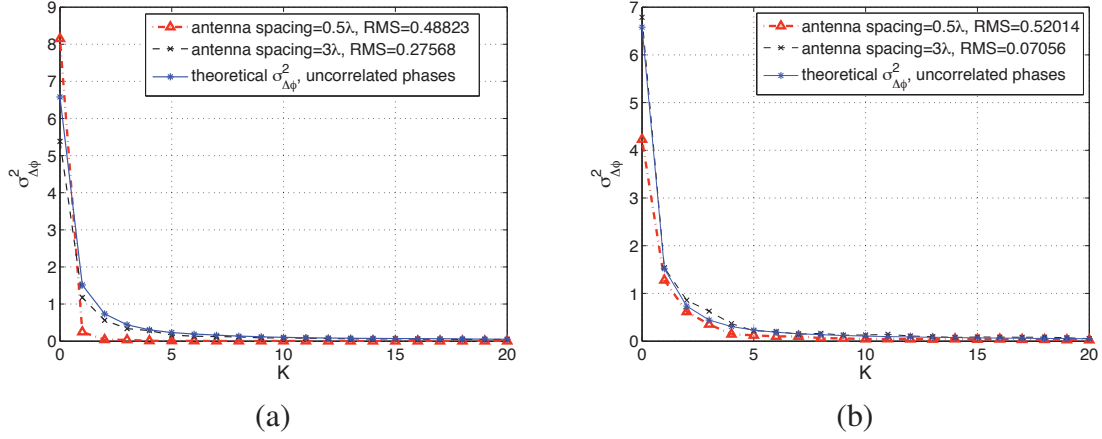 antenna spacing=0.5λ, RMS=0.48823
antenna spacing=3λ, RMS=0.27568
theoretical σ²Δϕ, uncorrelated phases
9
8
7
6
5
4
3
2
1
0
σ²Δϕ
0 5 10 15 20
K
(a)
antenna spacing=0.5λ, RMS=0.52014
antenna spacing=3λ, RMS=0.07056
theoretical σ²Δϕ, uncorrelated phases
7
6
5
4
3
2
1
0
σ²Δϕ
0 5 10 15 20
K
(b)